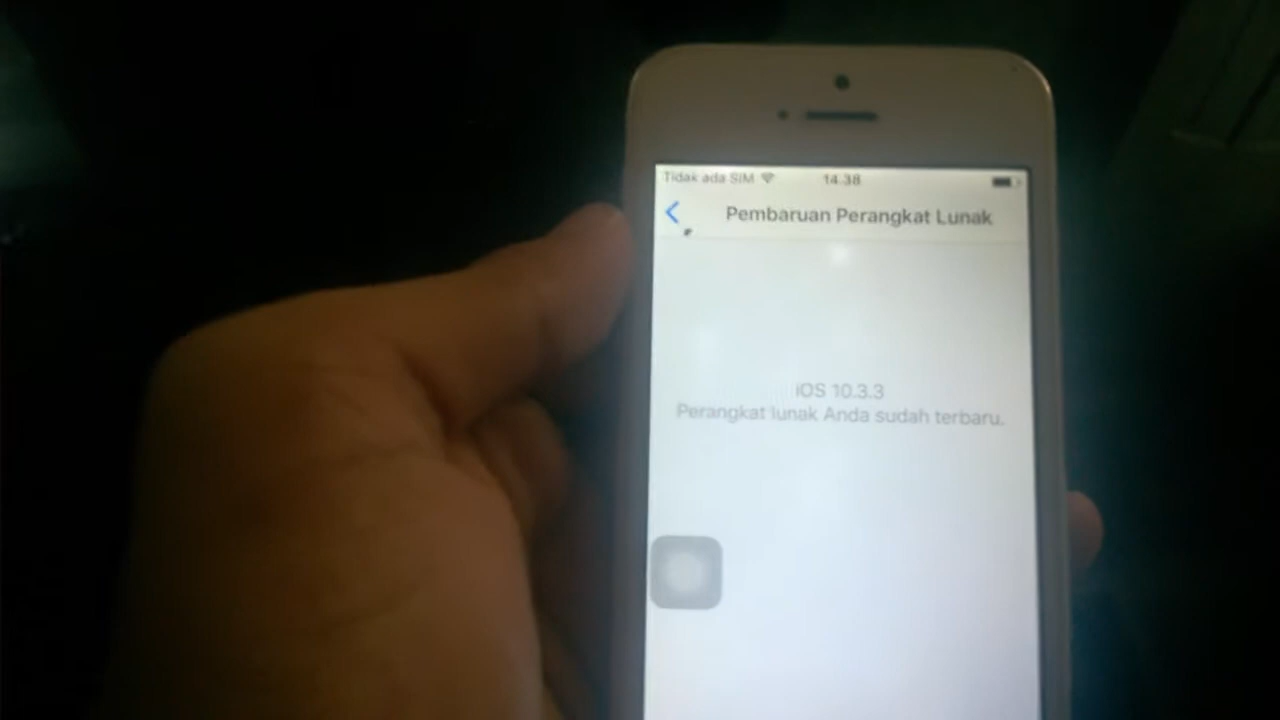 Tidak ada SIM 14.38
Pembaruan Perangkat Lunak
iOS 10.3.3
Perangkat lunak Anda sudah terbaru.